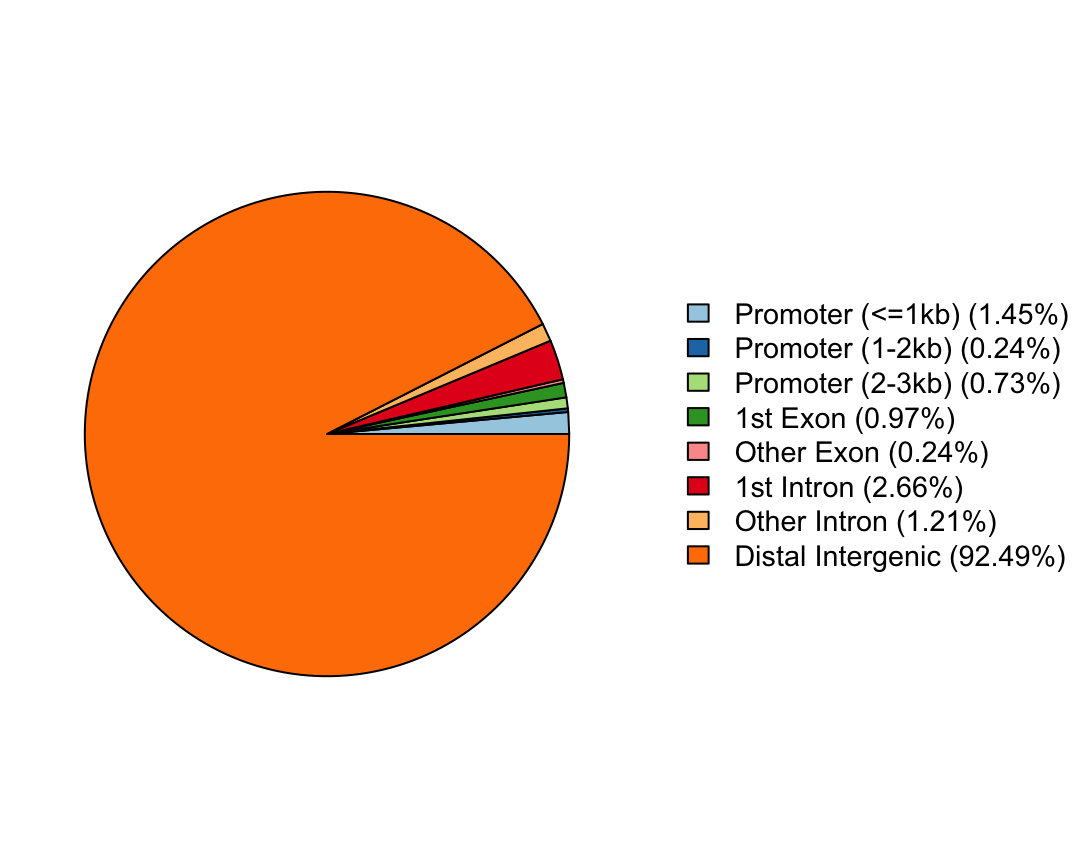 Promoter (<=1kb) (1.45%)
Promoter (1-2kb) (0.24%)
Promoter (2-3kb) (0.73%)
1st Exon (0.97%)
Other Exon (0.24%)
1st Intron (2.66%)
Other Intron (1.21%)
Distal Intergenic (92.49%)